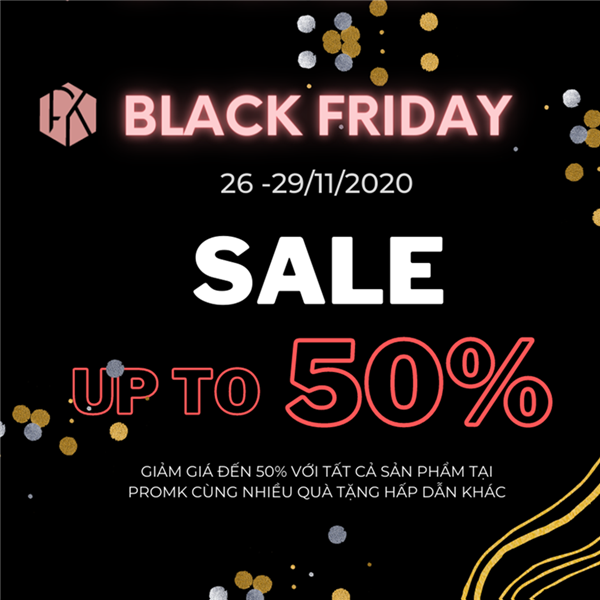 BLACK FRIDAY
26 -29/11/2020
SALE
UP TO 50%
GIẢM GIÁ ĐẾN 50% VỚI TẤT CẢ SẢN PHẨM TẠI
PROMK CÙNG NHIỀU QUÀ TẶNG HẤP DẪN KHÁC